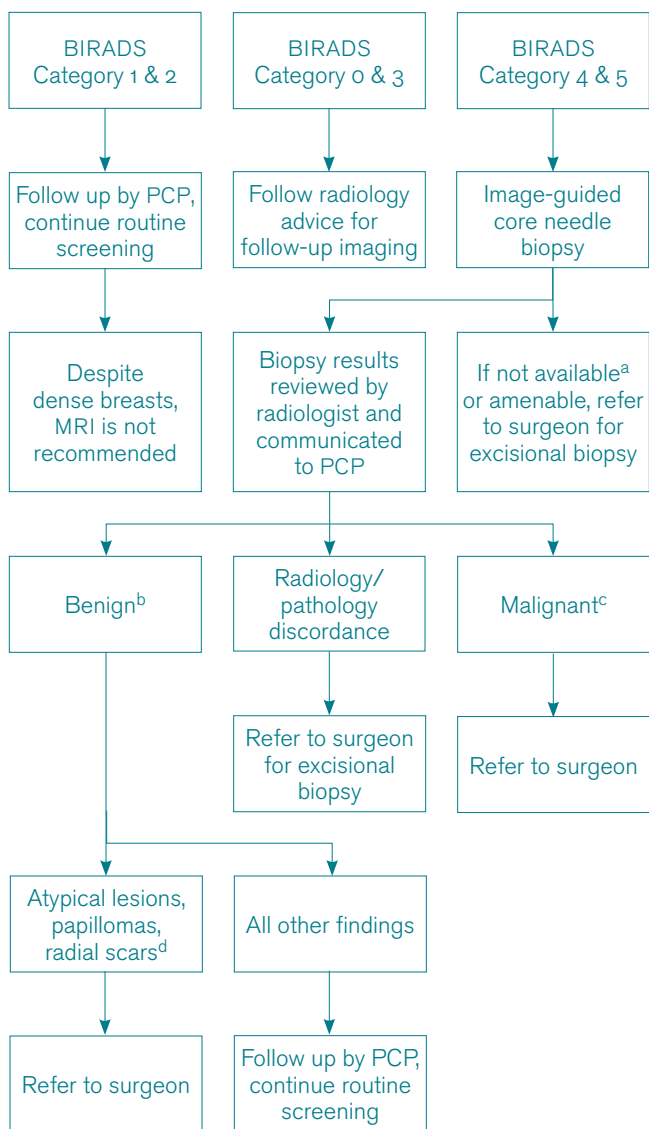 BIRADS
Category 1 & 2
BIRADS
Category 0 & 3
BIRADS
Category 4 & 5
Follow up by PCP,
continue routine
screening
Follow radiology
advice for
follow-up imaging
Image-guided
core needle
biopsy
Despite
dense breasts,
MRI is not
recommended
Biopsy results
reviewed by
radiologist and
communicated
to PCP
If not availableᵃ
or amenable, refer
to surgeon for
excisional biopsy
Benignᵇ
Radiology/
pathology
discordance
Malignantᶜ
Refer to surgeon
for excisional
biopsy
Refer to surgeon
Atypical lesions,
papillomas,
radial scarsᵈ
All other findings
Refer to surgeon
Follow up by PCP,
continue routine
screening